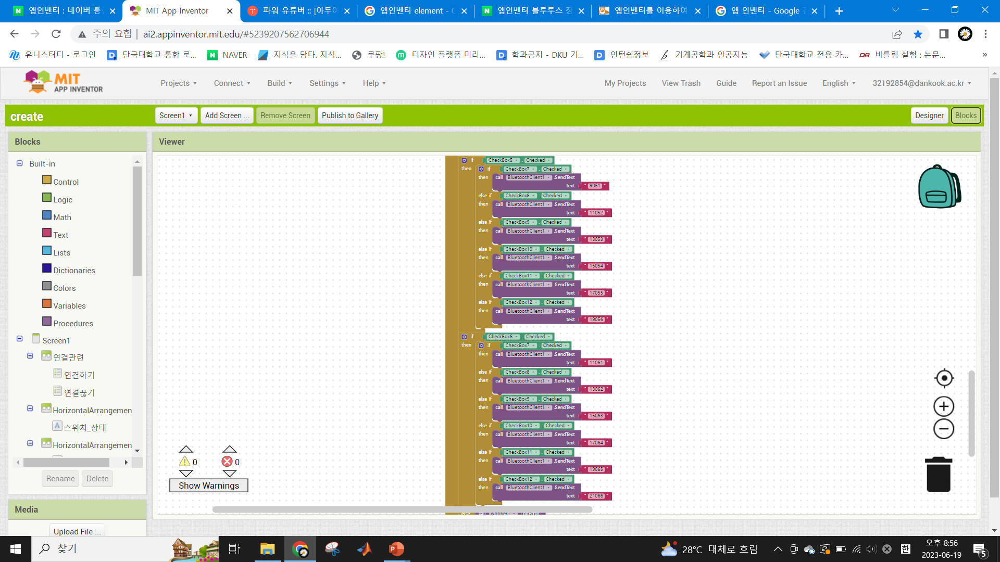 앱인벤터 : 네이버 통합
MIT App Inventor
파워 유튜버 :: [아두이
앱인벤터 element - G
앱인벤터 블루투스 정
앱인벤터를 이용하여
앱 인벤터 - Google 검
주의 요함
ai2.appinventor.mit.edu/#5239207562706944
유니스터디 - 로그인
단국대학교 통합 로...
NAVER
지식을 담다. 지식...
쿠팡!
디자인 플랫폼 미리...
학과공지 - DKU 기...
인턴쉽정보
기계공학과 인공지능
단국대학교 전용 카...
비틀림 실험 : 논문...
MIT
APP INVENTOR
Projects
Connect
Build
Settings
Help
My Projects
View Trash
Guide
Report an Issue
English
32192854@dankook.ac.kr
create
Screen1
Add Screen ...
Remove Screen
Publish to Gallery
Designer
Blocks
Blocks
Viewer
Built-in
Control
Logic
Math
Text
Lists
Dictionaries
Colors
Variables
Procedures
Screen1
연결관련
연결하기
연결끊기
HorizontalArrangemen
스위치_상태
HorizontalArrangemen
Rename
Delete
Media
Upload File ...
if CheckBox5 . Checked
then if CheckBox7 . Checked
then call BluetoothClient1 .SendText
text " 9051 "
else if CheckBox8 . Checked
then call BluetoothClient1 .SendText
text " 11052 "
else if CheckBox9 . Checked
then call BluetoothClient1 .SendText
text " 13053 "
else if CheckBox10 . Checked
then call BluetoothClient1 .SendText
text " 15054 "
else if CheckBox11 . Checked
then call BluetoothClient1 .SendText
text " 17055 "
else if CheckBox12 . Checked
then call BluetoothClient1 .SendText
text " 19056 "
if CheckBox6 . Checked
then if CheckBox7 . Checked
then call BluetoothClient1 .SendText
text " 11061 "
else if CheckBox8 . Checked
then call BluetoothClient1 .SendText
text " 13062 "
else if CheckBox9 . Checked
then call BluetoothClient1 .SendText
text " 15063 "
else if CheckBox10 . Checked
then call BluetoothClient1 .SendText
text " 17064 "
else if CheckBox11 . Checked
then call BluetoothClient1 .SendText
text " 19065 "
else if CheckBox12 . Checked
then call BluetoothClient1 .SendText
text " 21066 "
else call Notifier1 .LogError
0
0
Show Warnings
찾기
28°C 대체로 흐림
한
오후 8:56
2023-06-19
5